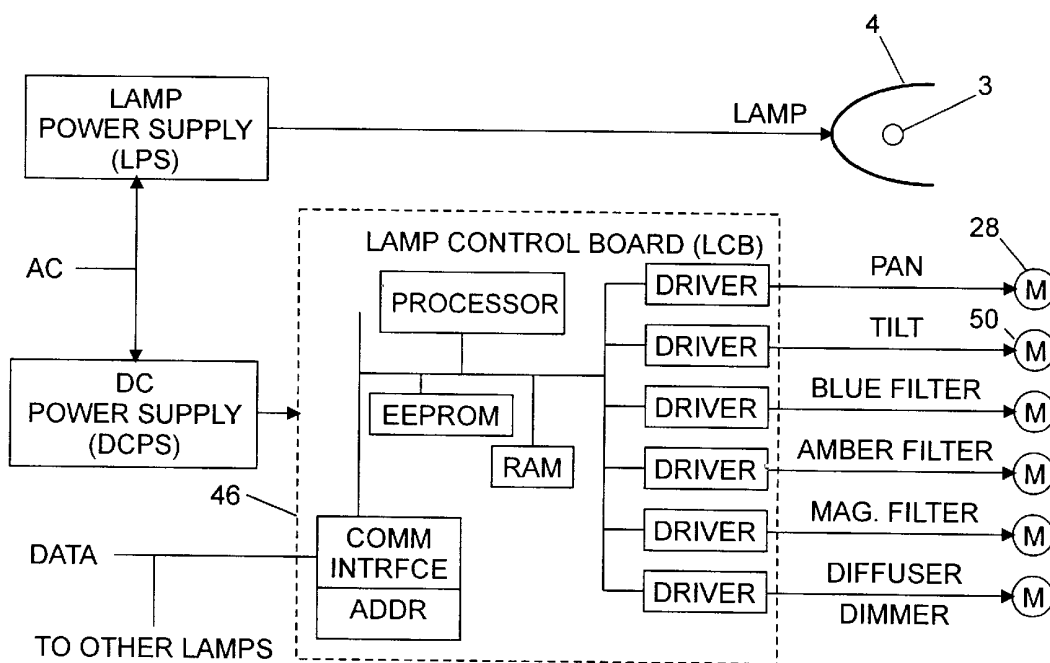 4
3
LAMP
POWER SUPPLY
(LPS)
LAMP
AC
LAMP CONTROL BOARD (LCB)
28
PROCESSOR
DRIVER
PAN
M
50
DRIVER
TILT
M
DC
POWER SUPPLY
(DCPS)
EEPROM
DRIVER
BLUE FILTER
M
RAM
DRIVER
AMBER FILTER
M
46
DATA
COMM
INTRFCE
DRIVER
MAG. FILTER
M
ADDR
DRIVER
DIFFUSER
DIMMER
M
TO OTHER LAMPS